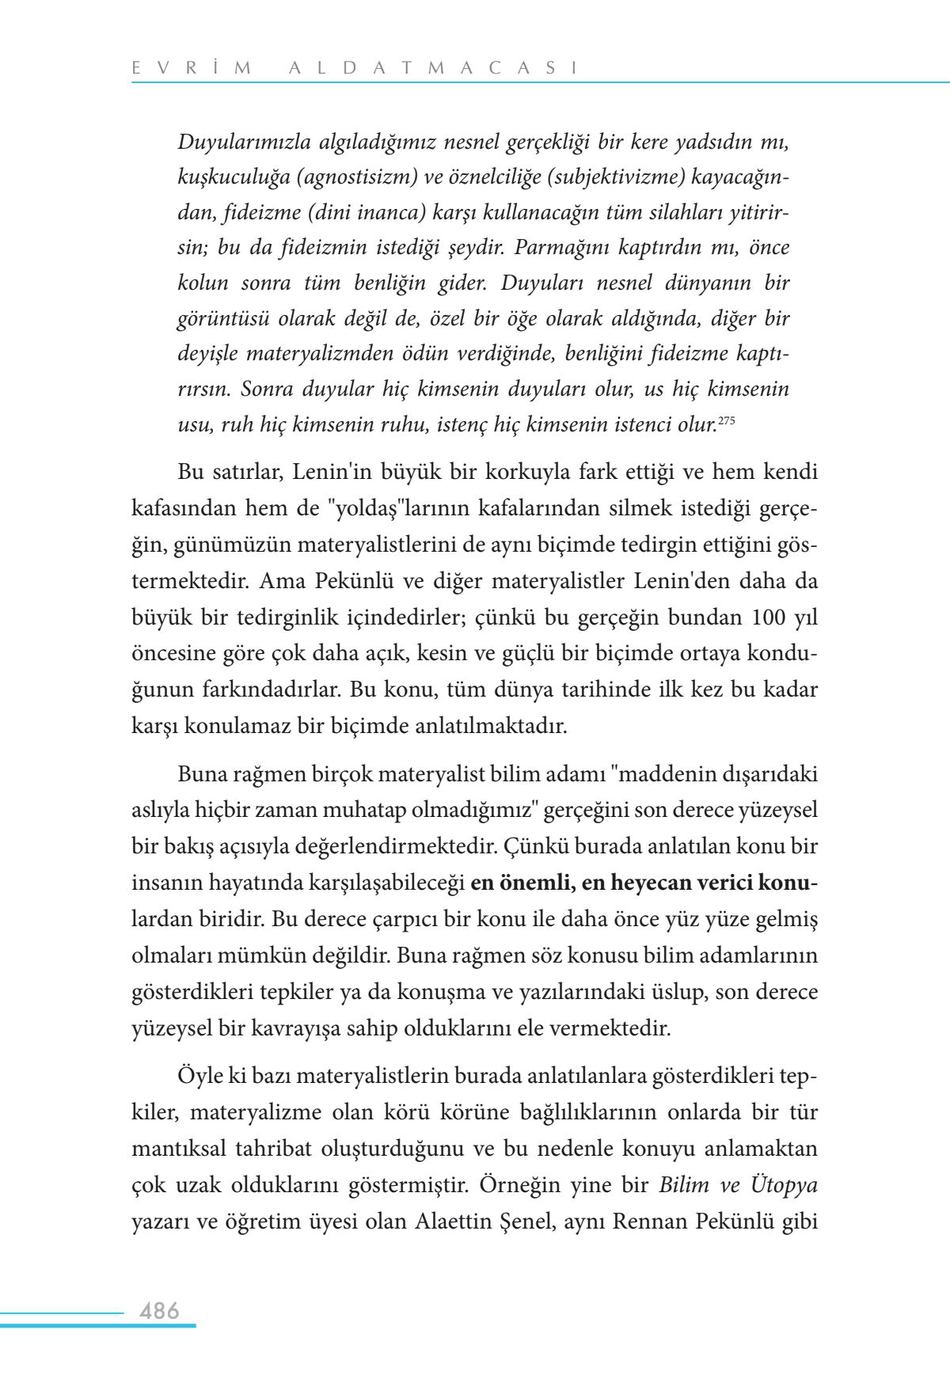 EVRİM ALDATMACASI
Duyularımızla algıladığımız nesnel gerçekliği bir kere yadsıdın mı,
kuşkuculuğa (agnostisizm) ve öznelciliğe (subjektivizme) kayacağın-
dan, fideizme (dini inanca) karşı kullanacağın tüm silahları yitirir-
sin; bu da fideizmin istediği şeydir. Parmağını kaptırdın mı, önce
kolun sonra tüm benliğin gider. Duyuları nesnel dünyanın bir
görüntüsü olarak değil de, özel bir öğe olarak aldığında, diğer bir
deyişle materyalizmden ödün verdiğinde, benliğini fideizme kaptı-
rırsın. Sonra duyular hiç kimsenin duyuları olur, us hiç kimsenin
usu, ruh hiç kimsenin ruhu, istenç hiç kimsenin istenci olur.275
Bu satırlar, Lenin'in büyük bir korkuyla fark ettiği ve hem kendi
kafasından hem de "yoldaş"larının kafalarından silmek istediği gerçe-
ğin, günümüzün materyalistlerini de aynı biçimde tedirgin ettiğini gös-
termektedir. Ama Pekünlü ve diğer materyalistler Lenin'den daha da
büyük bir tedirginlik içindedirler; çünkü bu gerçeğin bundan 100 yıl
öncesine göre çok daha açık, kesin ve güçlü bir biçimde ortaya kondu-
ğunun farkındadırlar. Bu konu, tüm dünya tarihinde ilk kez bu kadar
karşı konulamaz bir biçimde anlatılmaktadır.
Buna rağmen birçok materyalist bilim adamı "maddenin dışarıdaki
aslıyla hiçbir zaman muhatap olmadığımız" gerçeğini son derece yüzeysel
bir bakış açısıyla değerlendirmektedir. Çünkü burada anlatılan konu bir
insanın hayatında karşılaşabileceği en önemli, en heyecan verici konu-
lardan biridir. Bu derece çarpıcı bir konu ile daha önce yüz yüze gelmiş
olmaları mümkün değildir. Buna rağmen söz konusu bilim adamlarının
gösterdikleri tepkiler ya da konuşma ve yazılarındaki üslup, son derece
yüzeysel bir kavrayışa sahip olduklarını ele vermektedir.
Öyle ki bazı materyalistlerin burada anlatılanlara gösterdikleri tep-
kiler, materyalizme olan körü körüne bağlılıklarının onlarda bir tür
mantıksal tahribat oluşturduğunu ve bu nedenle konuyu anlamaktan
çok uzak olduklarını göstermiştir. Örneğin yine bir Bilim ve Ütopya
yazarı ve öğretim üyesi olan Alaettin Şenel, aynı Rennan Pekünlü gibi
486